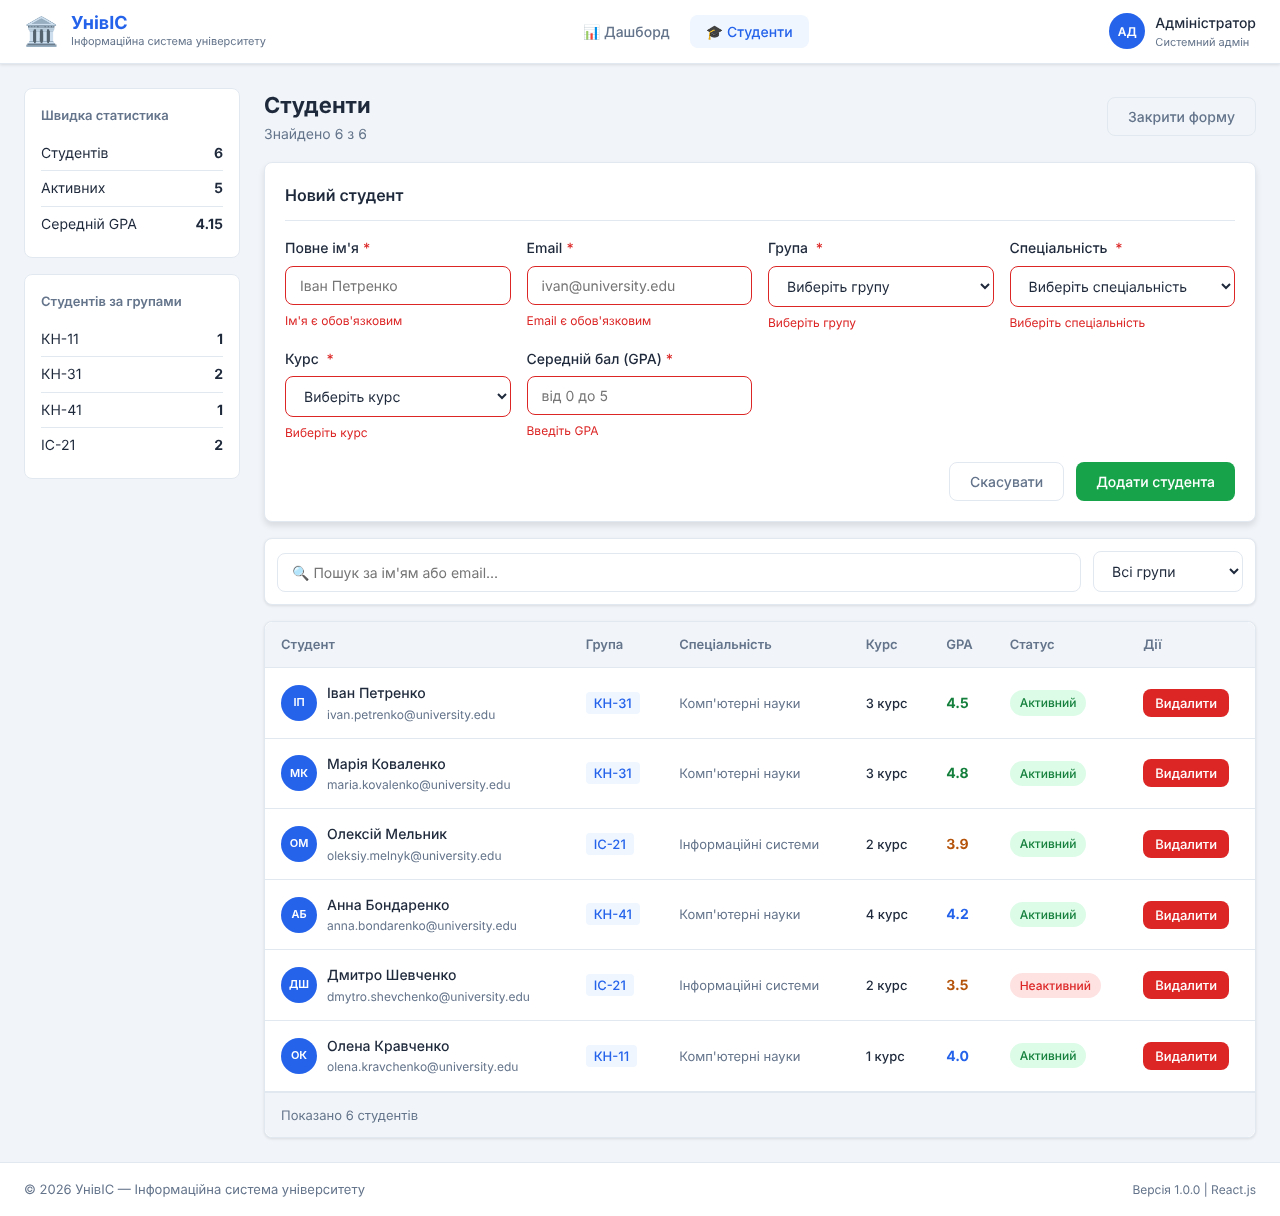 УнівІС
Інформаційна система університету
📊 Дашборд
🎓 Студенти
АД
Адміністратор
Системний адмін
Швидка статистика
Студентів 6
Активних 5
Середній GPA 4.15
Студентів за групами
КН-11 1
КН-31 2
КН-41 1
ІС-21 2
Студенти
Знайдено 6 з 6
Закрити форму
Новий студент
Повне ім'я * Email * Група * Спеціальність *
Іван Петренко ivan@university.edu Виберіть групу Виберіть спеціальність
Ім'я є обов'язковим Email є обов'язковим Виберіть групу Виберіть спеціальність
Курс * Середній бал (GPA) *
Виберіть курс від 0 до 5
Виберіть курс Введіть GPA
Скасувати Додати студента
🔍 Пошук за ім'ям або email... Всі групи
Студент Група Спеціальність Курс GPA Статус Дії
ІП Іван Петренко КН-31 Комп'ютерні науки 3 курс 4.5 Активний Видалити
ivan.petrenko@university.edu
МК Марія Коваленко КН-31 Комп'ютерні науки 3 курс 4.8 Активний Видалити
maria.kovalenko@university.edu
ОМ Олексій Мельник ІС-21 Інформаційні системи 2 курс 3.9 Активний Видалити
oleksiy.melnyk@university.edu
АБ Анна Бондаренко КН-41 Комп'ютерні науки 4 курс 4.2 Активний Видалити
anna.bondarenko@university.edu
ДШ Дмитро Шевченко ІС-21 Інформаційні системи 2 курс 3.5 Неактивний Видалити
dmytro.shevchenko@university.edu
ОК Олена Кравченко КН-11 Комп'ютерні науки 1 курс 4.0 Активний Видалити
olena.kravchenko@university.edu
Показано 6 студентів
© 2026 УнівІС — Інформаційна система університету
Версія 1.0.0 | React.js